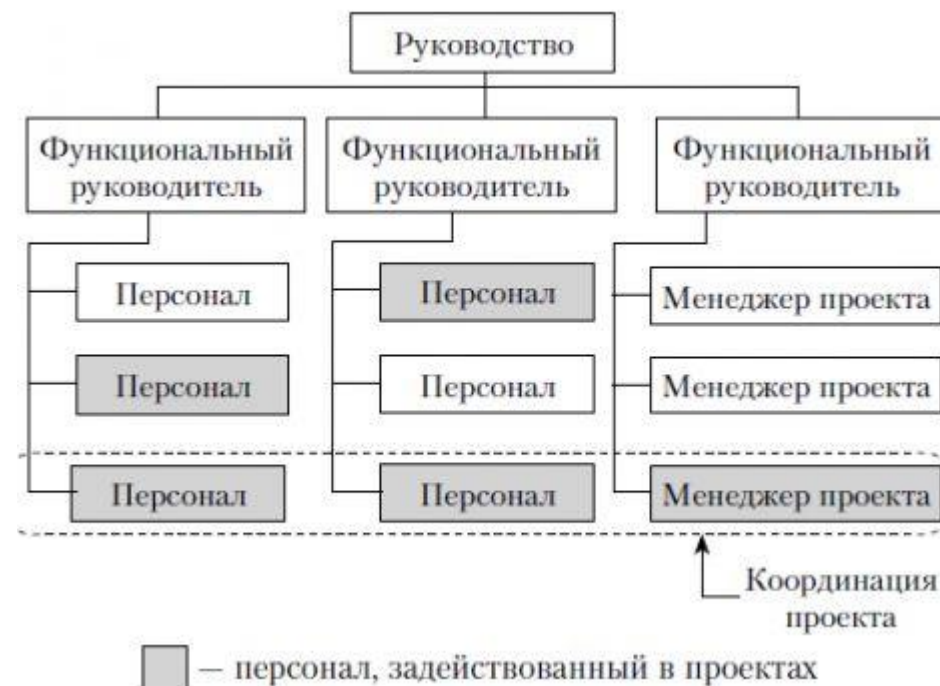 Руководство
Функциональный
руководитель
Функциональный
руководитель
Функциональный
руководитель
Персонал
Персонал
Менеджер проекта
Персонал
Персонал
Менеджер проекта
Персонал
Персонал
Менеджер проекта
Координация
проекта
— персонал, задействованный в проектах